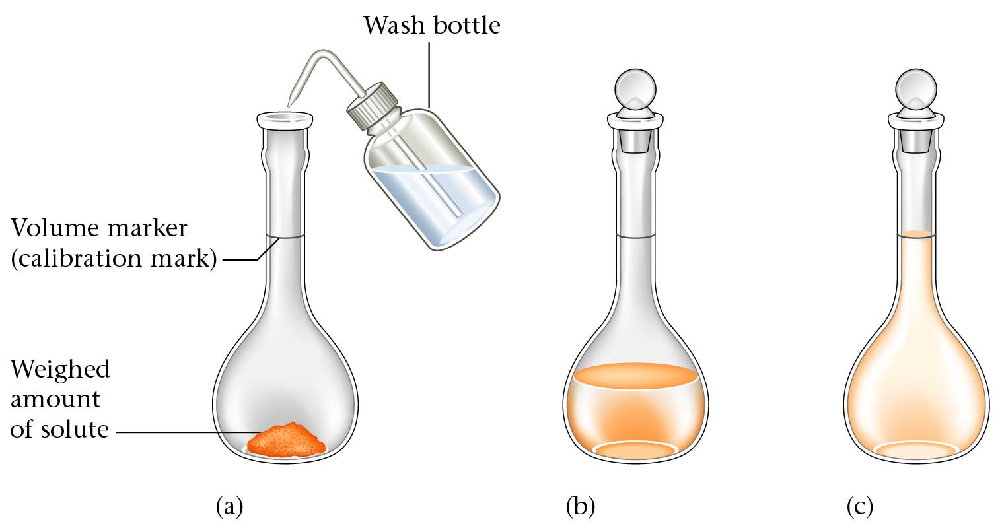 Wash bottle
Volume marker
(calibration mark)
Weighed
amount
of solute
(a)
(b)
(c)